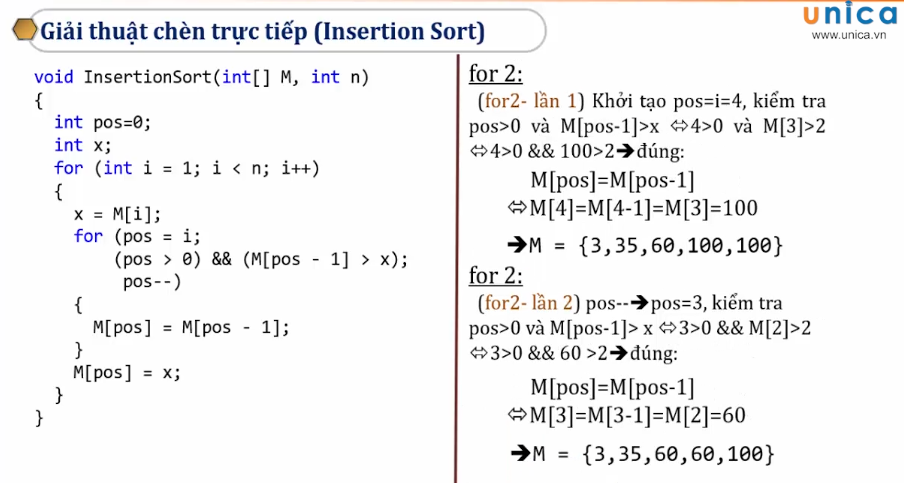 unica
www.unica.vn
Giải thuật chèn trực tiếp (Insertion Sort)
void InsertionSort(int[] M, int n)
{
int pos=0;
int x;
for (int i = 1; i < n; i++)
{
x = M[i];
for (pos = i;
(pos > 0) && (M[pos - 1] > x);
pos--)
{
M[pos] = M[pos - 1];
}
M[pos] = x;
}
}
for 2:
(for2- lần 1) Khởi tạo pos=i=4, kiểm tra
pos>0 và M[pos-1]>x ⬄4>0 và M[3]>2
⬄4>0 && 100>2➔đúng:
M[pos]=M[pos-1]
⬄M[4]=M[4-1]=M[3]=100
➔M = {3,35,60,100,100}
for 2:
(for2- lần 2) pos--➔pos=3, kiểm tra
pos>0 và M[pos-1]> x ⬄3>0 && M[2]>2
⬄3>0 && 60 >2➔đúng:
M[pos]=M[pos-1]
⬄M[3]=M[3-1]=M[2]=60
➔M = {3,35,60,60,100}